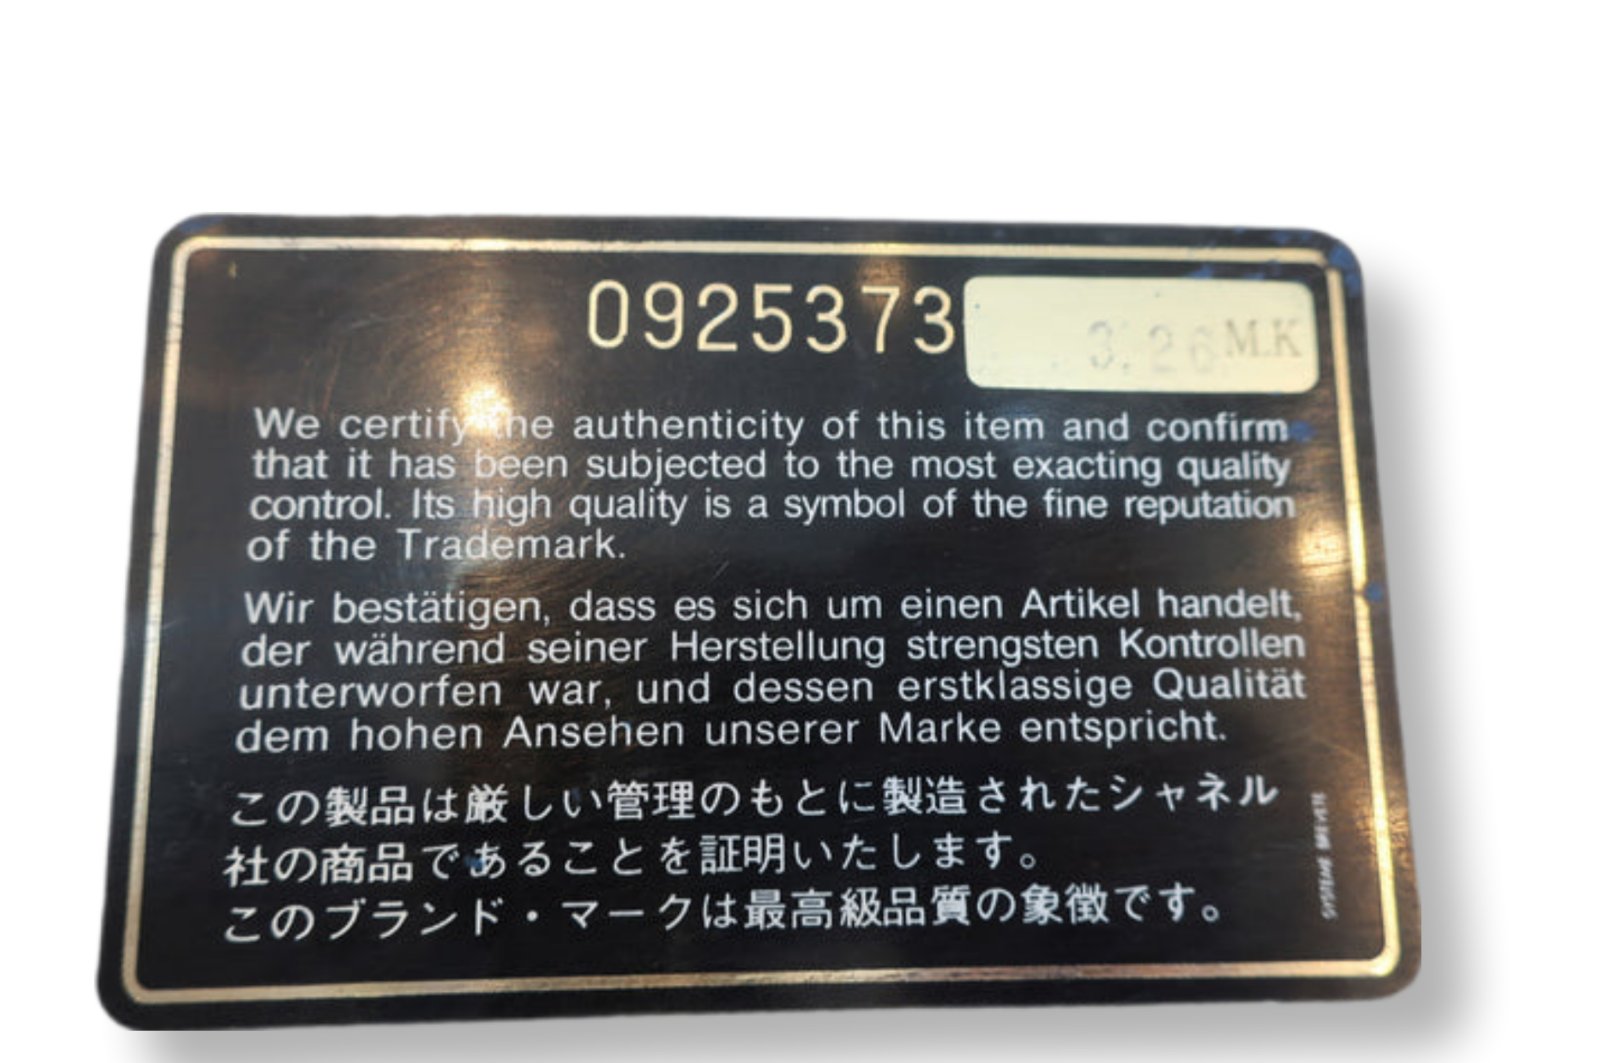 0925373
3.26 M.K
We certify the authenticity of this item and confirm
that it has been subjected to the most exacting quality
control. Its high quality is a symbol of the fine reputation
of the Trademark.
Wir bestätigen, dass es sich um einen Artikel handelt,
der während seiner Herstellung strengsten Kontrollen
unterworfen war, und dessen erstklassige Qualität
dem hohen Ansehen unserer Marke entspricht.
この製品は厳しい管理のもとに製造されたシャネル
社の商品であることを証明いたします。
このブランド・マークは最高級品質の象徴です。
SYSTEME BREVETE